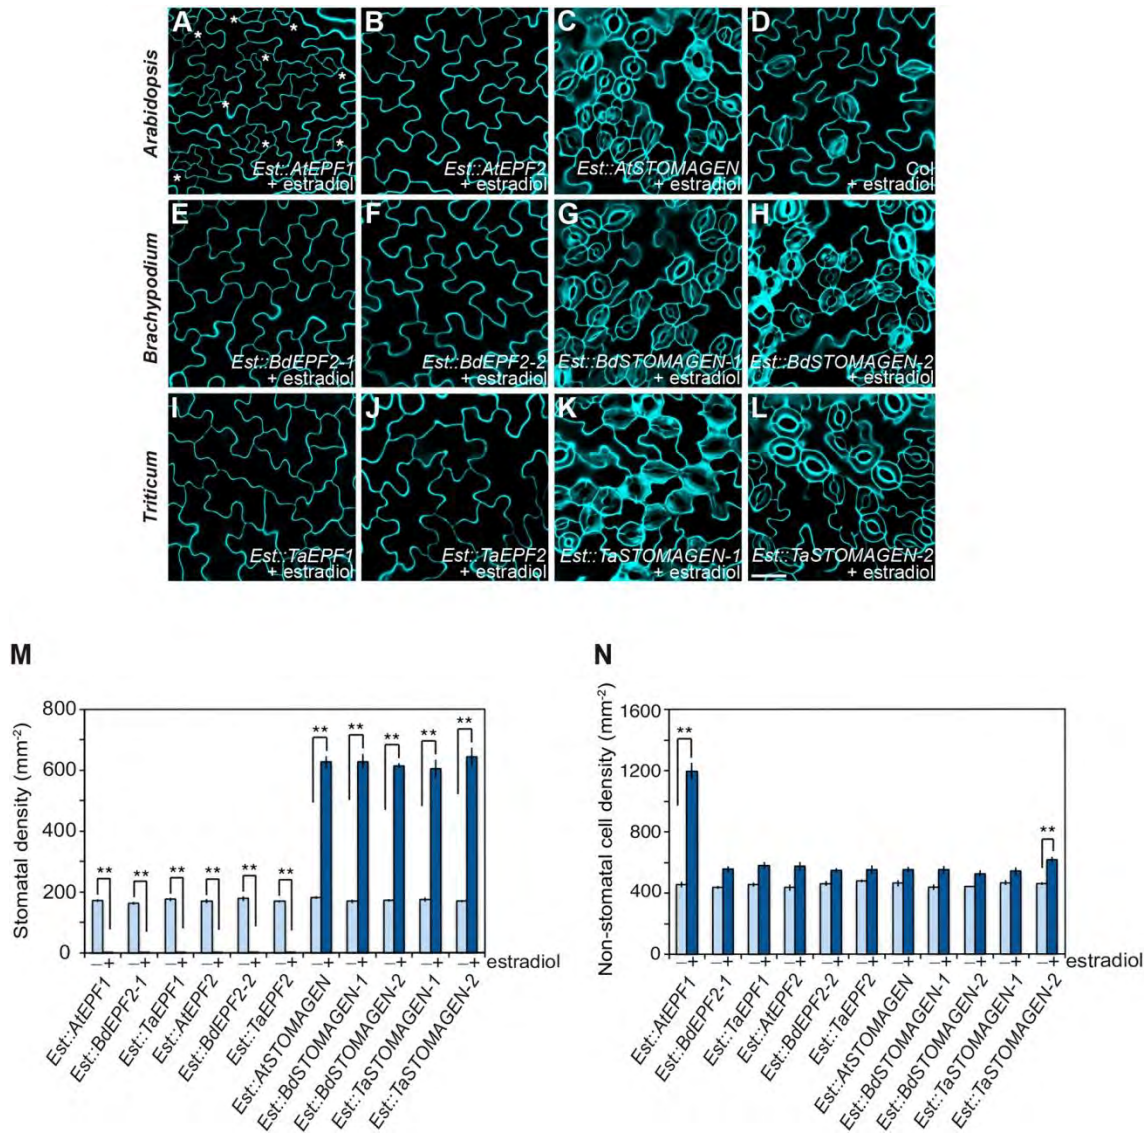 A B C D
Arabidopsis
* * * * * * * * *
Est::AtEPF1
+ estradiol
Est::AtEPF2
+ estradiol
Est::AtSTOMAGEN
+ estradiol
Col
+ estradiol
E F G H
Brachypodium
Est::BdEPF2-1
+ estradiol
Est::BdEPF2-2
+ estradiol
Est::BdSTOMAGEN-1
+ estradiol
Est::BdSTOMAGEN-2
+ estradiol
I J K L
Triticum
Est::TaEPF1
+ estradiol
Est::TaEPF2
+ estradiol
Est::TaSTOMAGEN-1
+ estradiol
Est::TaSTOMAGEN-2
+ estradiol
M
Stomatal density (mm-2)
800
600
400
200
0
** ** ** ** ** ** ** ** ** ** **
−+ −+ −+ −+ −+ −+ −+ −+ −+ −+ −+ estradiol
Est::AtEPF1
Est::BdEPF2-1
Est::TaEPF1
Est::AtEPF2
Est::BdEPF2-2
Est::TaEPF2
Est::AtSTOMAGEN
Est::BdSTOMAGEN-1
Est::BdSTOMAGEN-2
Est::TaSTOMAGEN-1
Est::TaSTOMAGEN-2
N
Non-stomatal cell density (mm-2)
1600
1200
800
400
0
** **
−+ −+ −+ −+ −+ −+ −+ −+ −+ −+ −+ estradiol
Est::AtEPF1
Est::BdEPF2-1
Est::TaEPF1
Est::AtEPF2
Est::BdEPF2-2
Est::TaEPF2
Est::AtSTOMAGEN
Est::BdSTOMAGEN-1
Est::BdSTOMAGEN-2
Est::TaSTOMAGEN-1
Est::TaSTOMAGEN-2